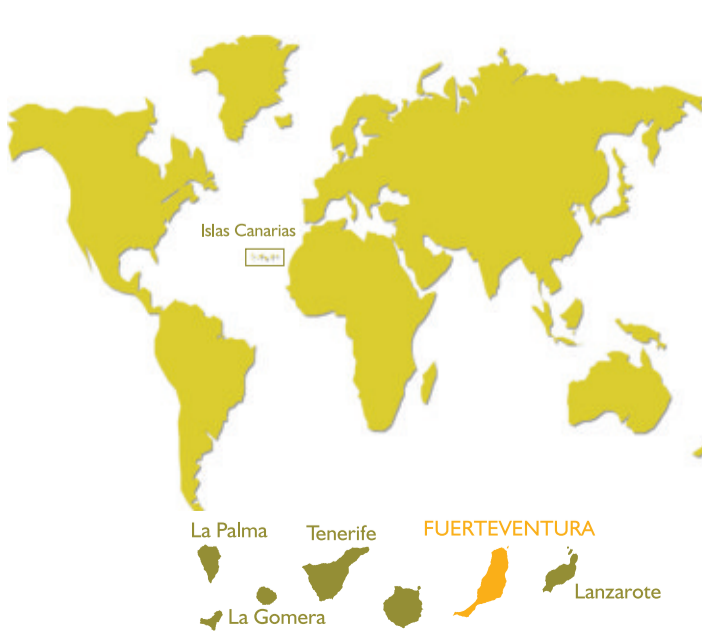 Islas Canarias
La Palma
Tenerife
FUERTEVENTURA
Lanzarote
La Gomera